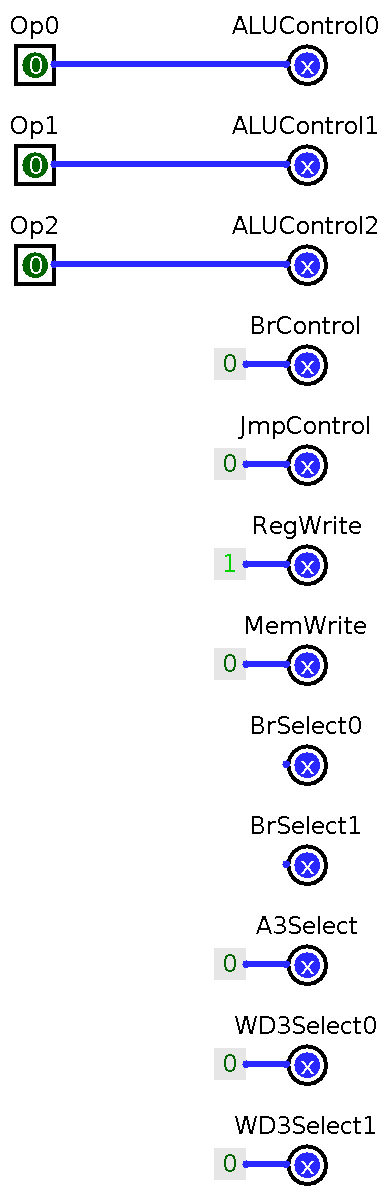 Op0 ALUControl0
0 x
Op1 ALUControl1
0 x
Op2 ALUControl2
0 x
BrControl
0 x
JmpControl
0 x
RegWrite
1 x
MemWrite
0 x
BrSelect0
x
BrSelect1
x
A3Select
0 x
WD3Select0
0 x
WD3Select1
0 x